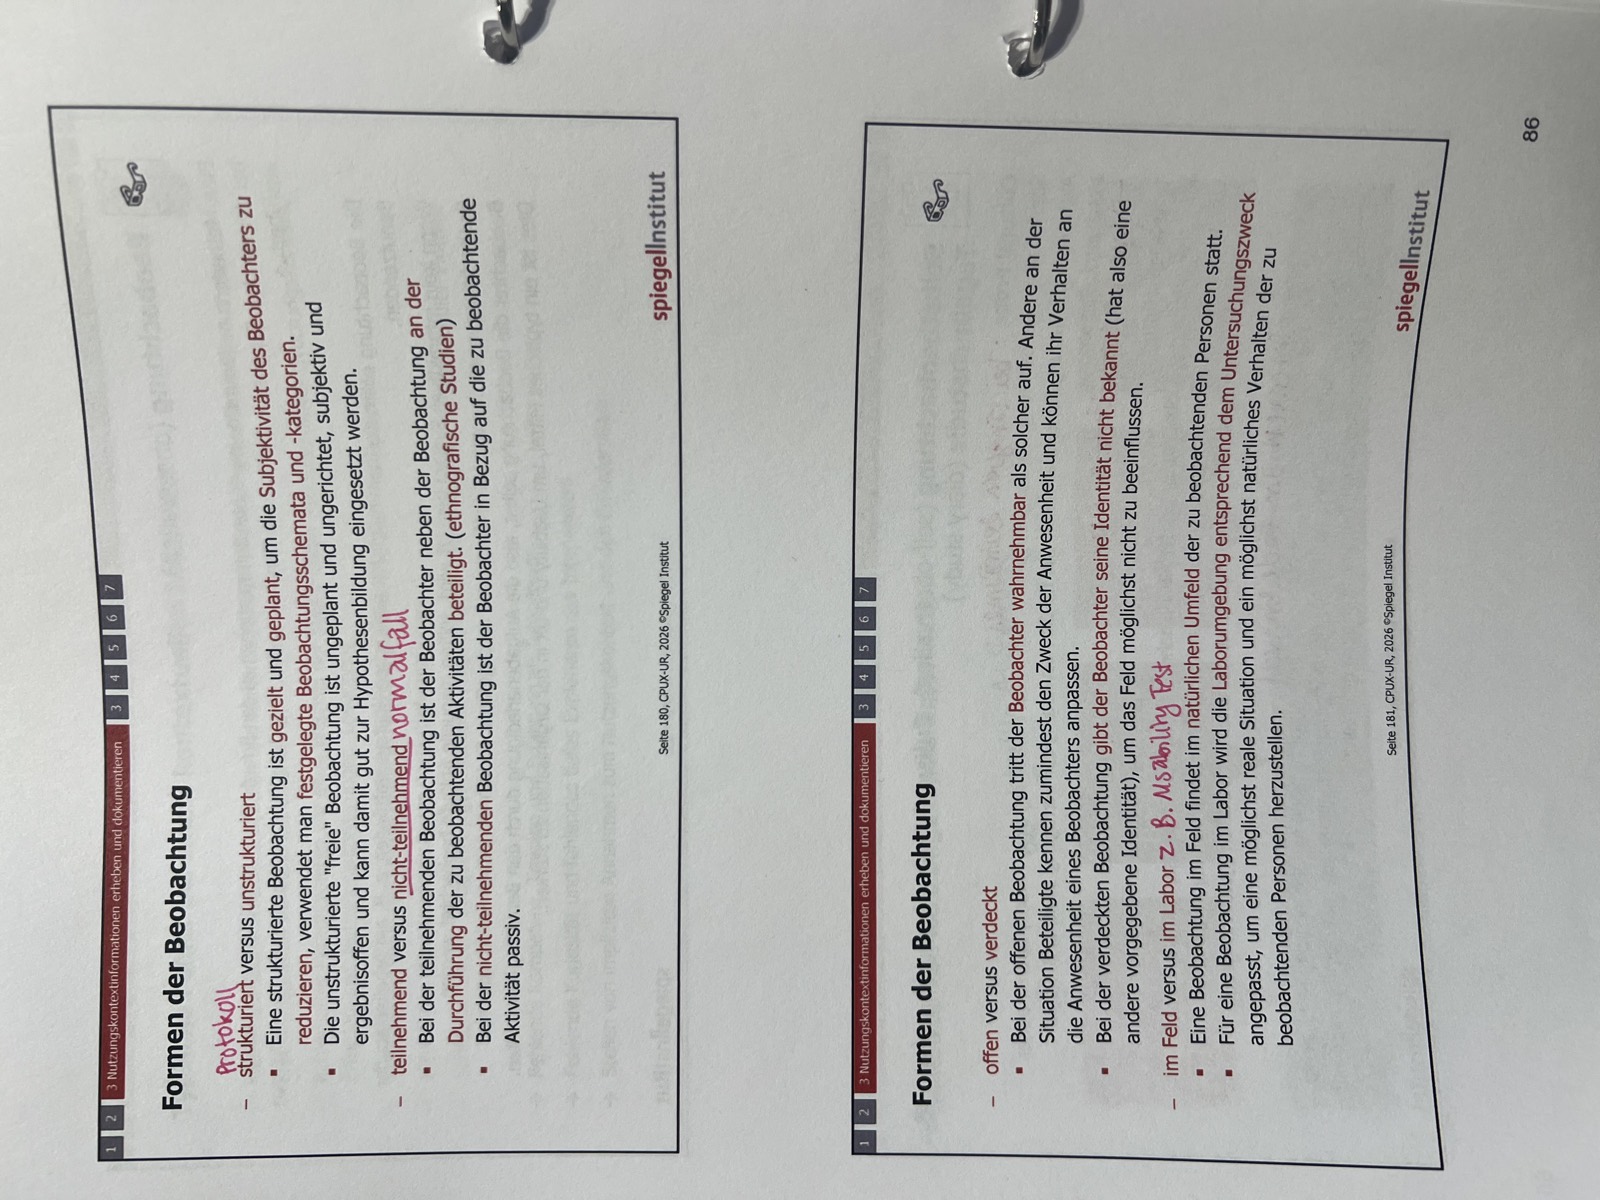 1 2 3 Nutzungskontextinformationen erheben und dokumentieren 3 4 5 6 7
Formen der Beobachtung
Protokoll
– strukturiert versus unstrukturiert
▪ Eine strukturierte Beobachtung ist gezielt und geplant, um die Subjektivität des Beobachters zu
reduzieren, verwendet man festgelegte Beobachtungsschemata und -kategorien.
▪ Die unstrukturierte "freie" Beobachtung ist ungeplant und ungerichtet, subjektiv und
ergebnisoffen und kann damit gut zur Hypothesenbildung eingesetzt werden.
– teilnehmend versus nicht-teilnehmend normalfall
▪ Bei der teilnehmenden Beobachtung ist der Beobachter neben der Beobachtung an der
Durchführung der zu beobachtenden Aktivitäten beteiligt. (ethnografische Studien)
▪ Bei der nicht-teilnehmenden Beobachtung ist der Beobachter in Bezug auf die zu beobachtende
Aktivität passiv.
Seite 180, CPUX-UR, 2026 ©Spiegel Institut
spiegelInstitut
1 2 3 Nutzungskontextinformationen erheben und dokumentieren 3 4 5 6 7
Formen der Beobachtung
– offen versus verdeckt
▪ Bei der offenen Beobachtung tritt der Beobachter wahrnehmbar als solcher auf. Andere an der
Situation Beteiligte kennen zumindest den Zweck der Anwesenheit und können ihr Verhalten an
die Anwesenheit eines Beobachters anpassen.
▪ Bei der verdeckten Beobachtung gibt der Beobachter seine Identität nicht bekannt (hat also eine
andere vorgegebene Identität), um das Feld möglichst nicht zu beeinflussen.
– im Feld versus im Labor z. B. Usability Test
▪ Eine Beobachtung im Feld findet im natürlichen Umfeld der zu beobachtenden Personen statt.
▪ Für eine Beobachtung im Labor wird die Laborumgebung entsprechend dem Untersuchungszweck
angepasst, um eine möglichst reale Situation und ein möglichst natürliches Verhalten der zu
beobachtenden Personen herzustellen.
Seite 181, CPUX-UR, 2026 ©Spiegel Institut
spiegelInstitut
86